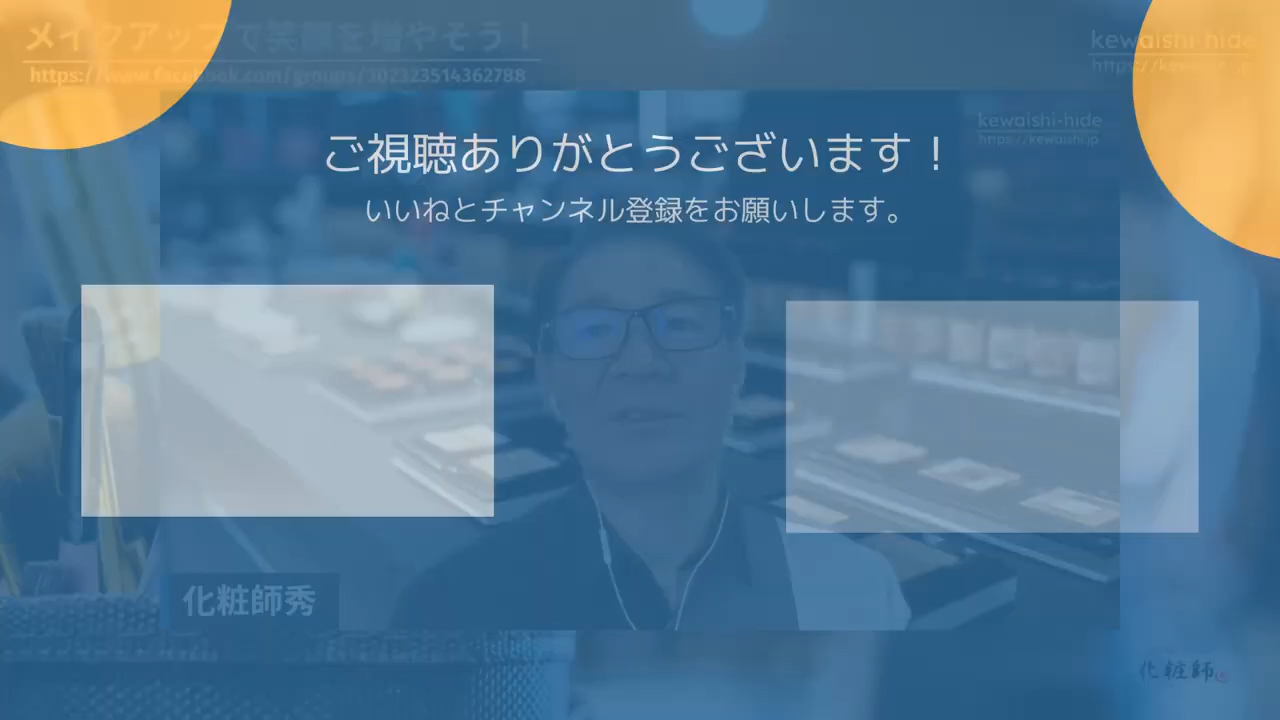 メイクアップで笑顔を増やそう！
https://www.facebook.com/groups/302323514362788
kewaishi-hide
https://kewaishi.jp
kewaishi-hide
https://kewaishi.jp
ご視聴ありがとうございます！
いいねとチャンネル登録をお願いします。
化粧師秀
化粧師